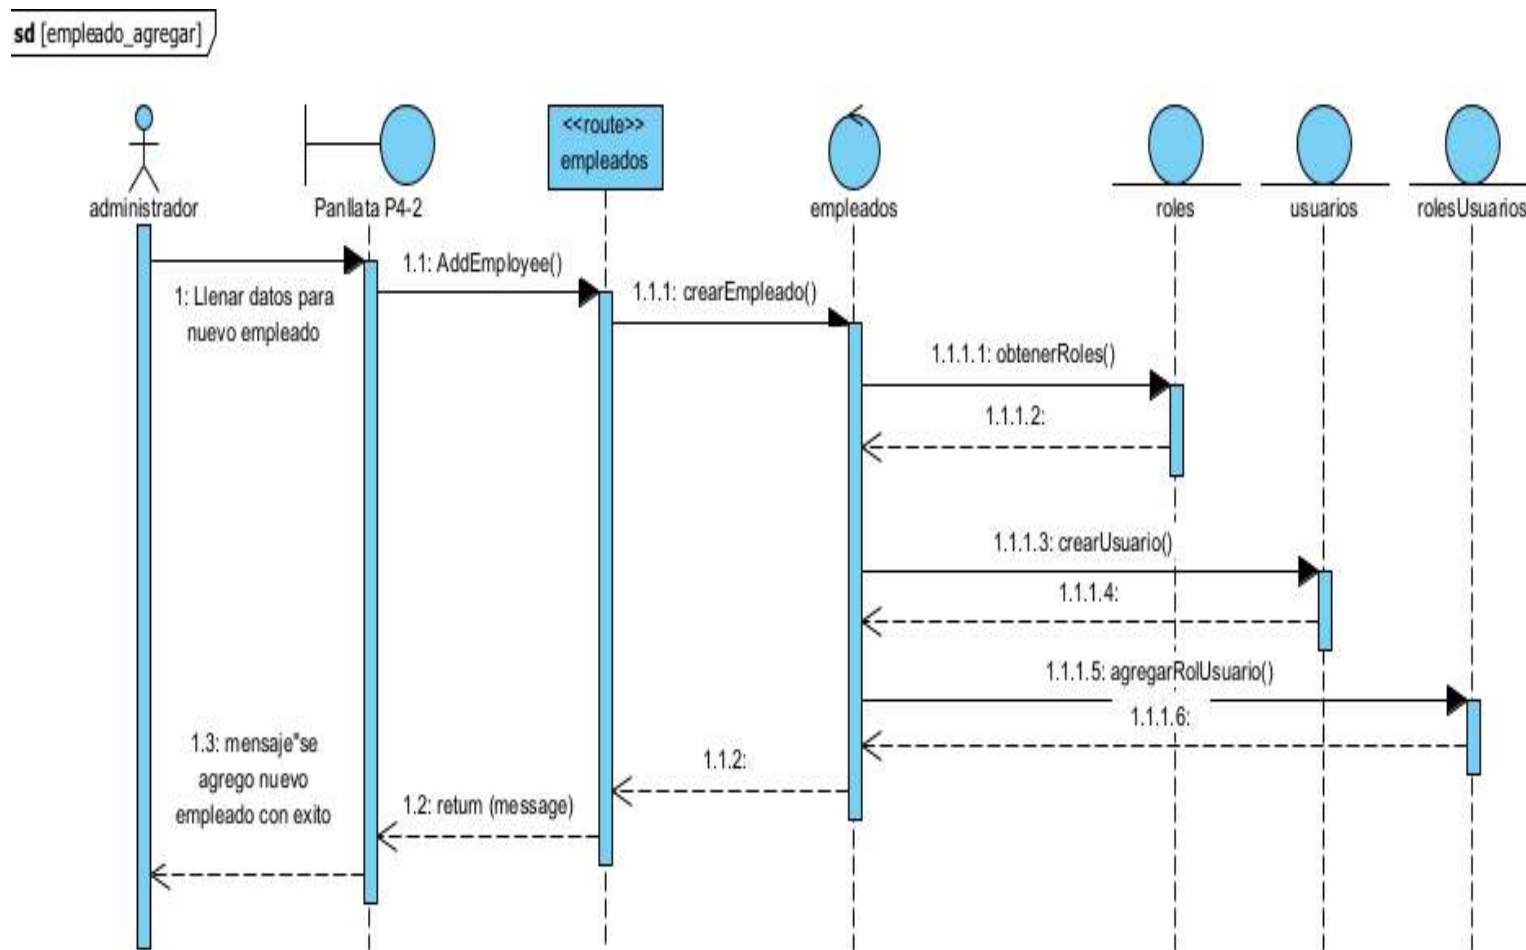 sd [empleado_agregar]
<<route>>
empleados
administrador
Panllata P4-2
empleados
roles
usuarios
rolesUsuarios
1: Llenar datos para
nuevo empleado
1.1: AddEmployee()
1.1.1: crearEmpleado()
1.1.1.1: obtenerRoles()
1.1.1.2:
1.1.1.3: crearUsuario()
1.1.1.4:
1.1.1.5: agregarRolUsuario()
1.1.1.6:
1.1.2:
1.2: return (message)
1.3: mensaje"se
agrego nuevo
empleado con exito